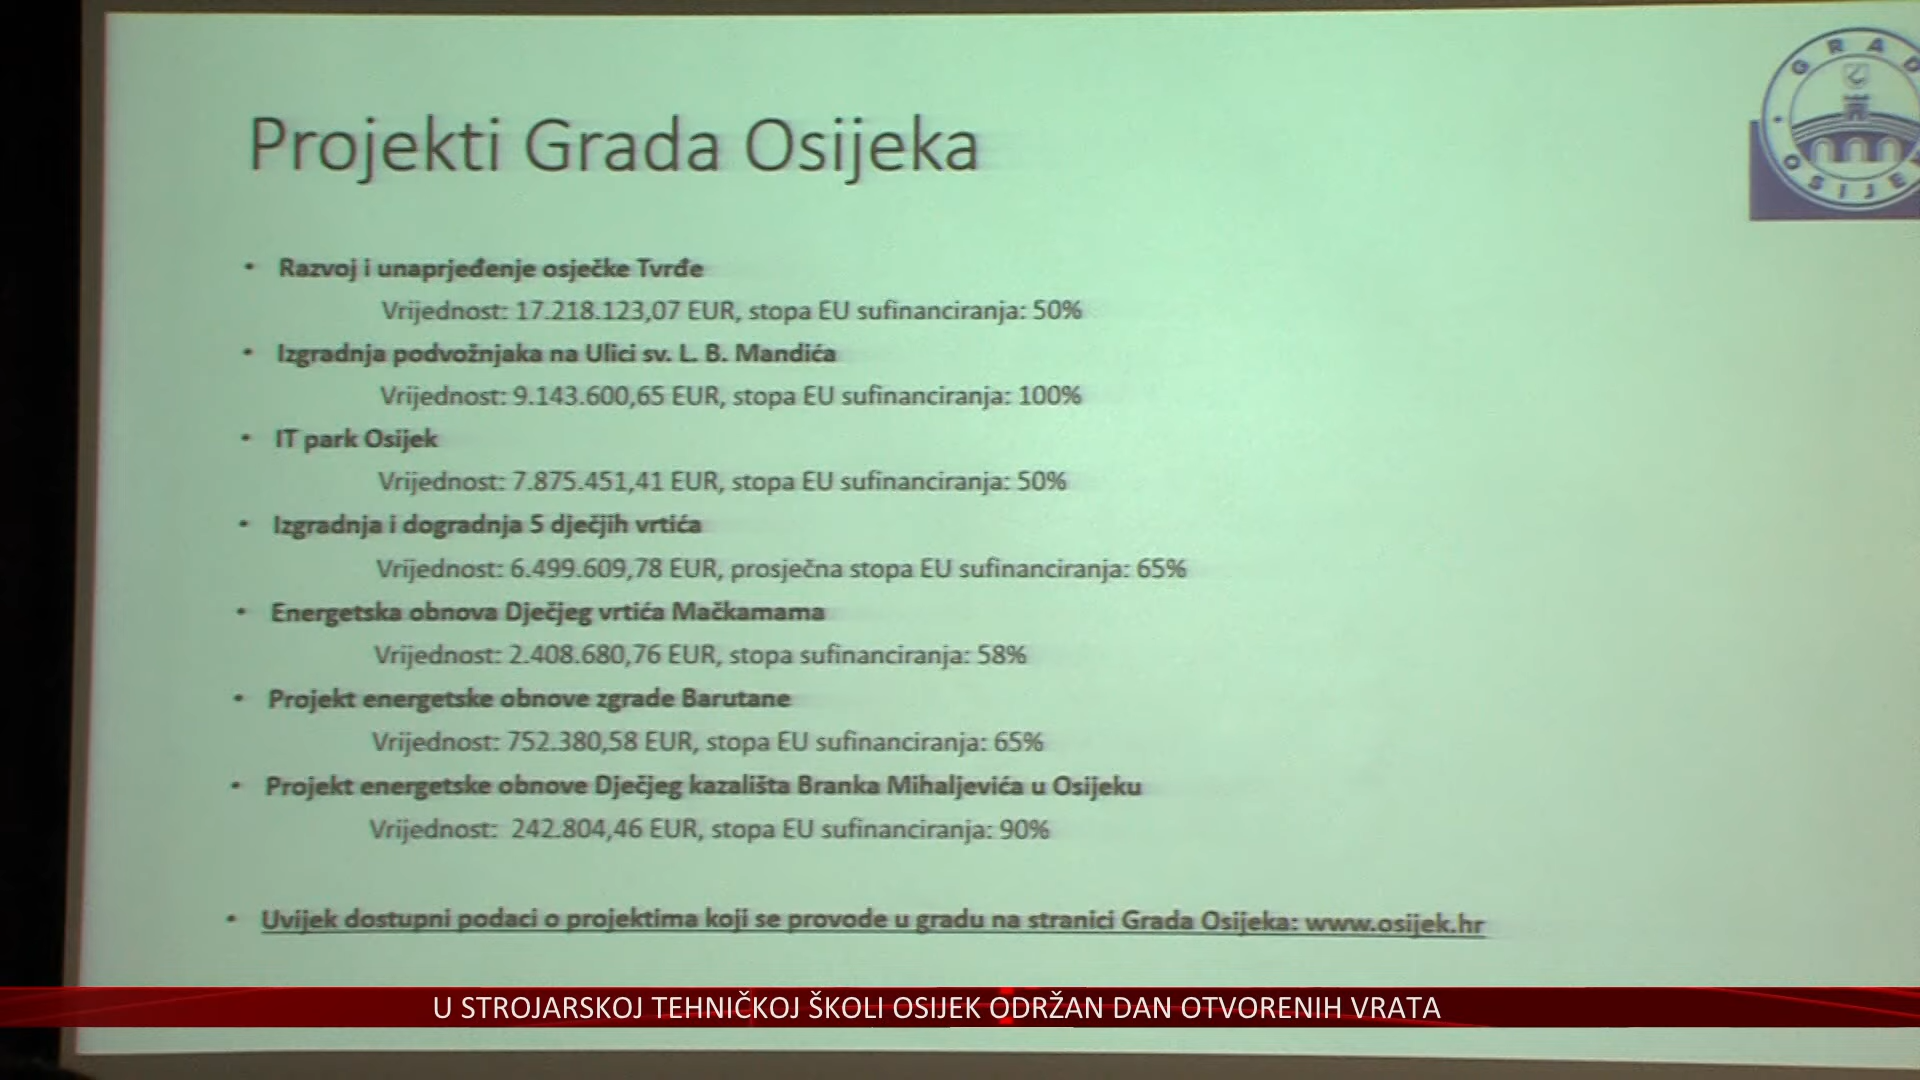 Projekti Grada Osijeka
GRAD
OSIJEK
• Razvoj i unaprjeđenje osječke Tvrđe
Vrijednost: 17.218.123,07 EUR, stopa EU sufinanciranja: 50%
• Izgradnja podvožnjaka na Ulici sv. L. B. Mandića
Vrijednost: 9.143.600,65 EUR, stopa EU sufinanciranja: 100%
• IT park Osijek
Vrijednost: 7.875.451,41 EUR, stopa EU sufinanciranja: 50%
• Izgradnja i dogradnja 5 dječjih vrtića
Vrijednost: 6.499.609,78 EUR, prosječna stopa EU sufinanciranja: 65%
• Energetska obnova Dječjeg vrtića Mačkamama
Vrijednost: 2.408.680,76 EUR, stopa sufinanciranja: 58%
• Projekt energetske obnove zgrade Barutane
Vrijednost: 752.380,58 EUR, stopa EU sufinanciranja: 65%
• Projekt energetske obnove Dječjeg kazališta Branka Mihaljevića u Osijeku
Vrijednost: 242.804,46 EUR, stopa EU sufinanciranja: 90%
• Uvijek dostupni podaci o projektima koji se provode u gradu na stranici Grada Osijeka: www.osijek.hr
U STROJARSKOJ TEHNIČKOJ ŠKOLI OSIJEK ODRŽAN DAN OTVORENIH VRATA